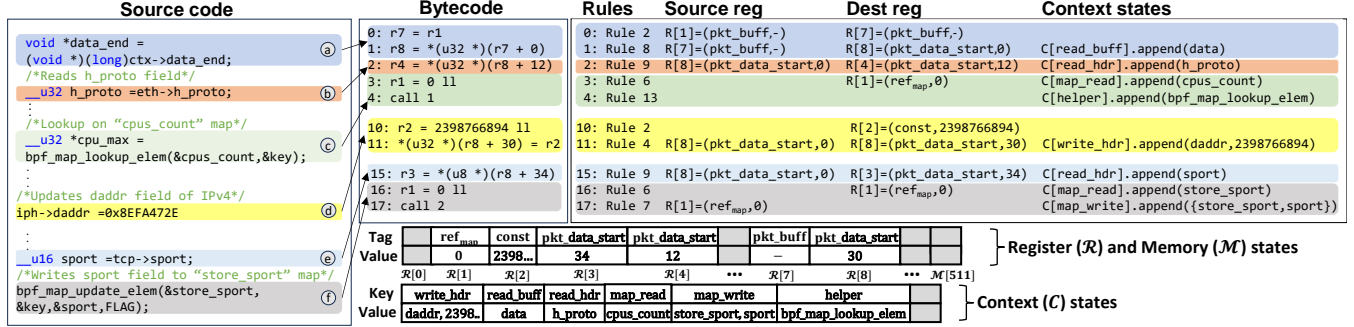 Source code
void *data_end =
(void *)(long)ctx->data_end;
ⓐ
/*Reads h_proto field*/
__u32 h_proto =eth->h_proto;
ⓑ
/*Lookup on “cpus_count” map*/
__u32 *cpu_max =
bpf_map_lookup_elem(&cpus_count,&key);
ⓒ
/*Updates daddr field of IPv4*/
iph->daddr =0x8EFA472E
ⓓ
__u16 sport =tcp->sport;
ⓔ
/*Writes sport field to “store_sport” map*/
bpf_map_update_elem(&store_sport,
&key,&sport,FLAG);
ⓕ
Bytecode
0: r7 = r1
1: r8 = *(u32 *)(r7 + 0)
2: r4 = *(u32 *)(r8 + 12)
3: r1 = 0 ll
4: call 1
10: r2 = 2398766894 ll
11: *(u32 *)(r8 + 30) = r2
15: r3 = *(u8 *)(r8 + 34)
16: r1 = 0 ll
17: call 2
Rules Source reg Dest reg Context states
0: Rule 2 R[1]=(pkt_buff,-) R[7]=(pkt_buff,-)
1: Rule 8 R[7]=(pkt_buff,-) R[8]=(pkt_data_start,0) C[read_buff].append(data)
2: Rule 9 R[8]=(pkt_data_start,0) R[4]=(pkt_data_start,12) C[read_hdr].append(h_proto)
3: Rule 6 R[1]=(ref_map,0) C[map_read].append(cpus_count)
4: Rule 13 C[helper].append(bpf_map_lookup_elem)
10: Rule 2 R[2]=(const,2398766894)
11: Rule 4 R[8]=(pkt_data_start,0) R[8]=(pkt_data_start,30) C[write_hdr].append(daddr,2398766894)
15: Rule 9 R[8]=(pkt_data_start,0) R[3]=(pkt_data_start,34) C[read_hdr].append(sport)
16: Rule 6 R[1]=(ref_map,0) C[map_read].append(store_sport)
17: Rule 7 R[1]=(ref_map,0) C[map_write].append({store_sport,sport})
Tag ref_map const pkt_data_start pkt_data_start pkt_buff pkt_data_start
Value 0 2398... 34 12 − 30
ℛ[0] ℛ[1] ℛ[2] ℛ[3] ℛ[4] ••• ℛ[7] ℛ[8] ••• ℳ[511]
Register (ℛ) and Memory (ℳ) states
Key write_hdr read_buff read_hdr map_read map_write helper
Value daddr, 2398.. data h_proto cpus_count store_sport, sport bpf_map_lookup_elem
Context (C) states